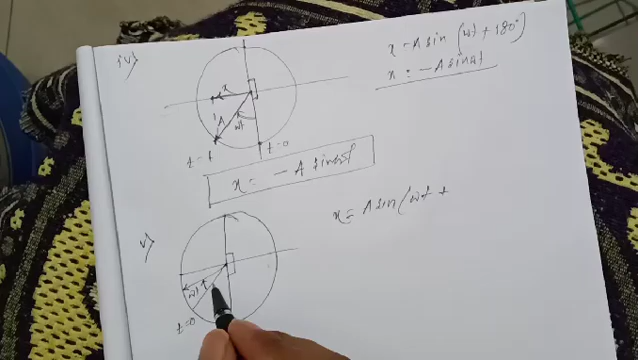 iv)
x = A sin (ωt + 180°)
x = -A sin ωt
x
A
ωt
t=t
t=0
x = - A sin ωt
v)
x = A sin (ωt +
ωt
t=0